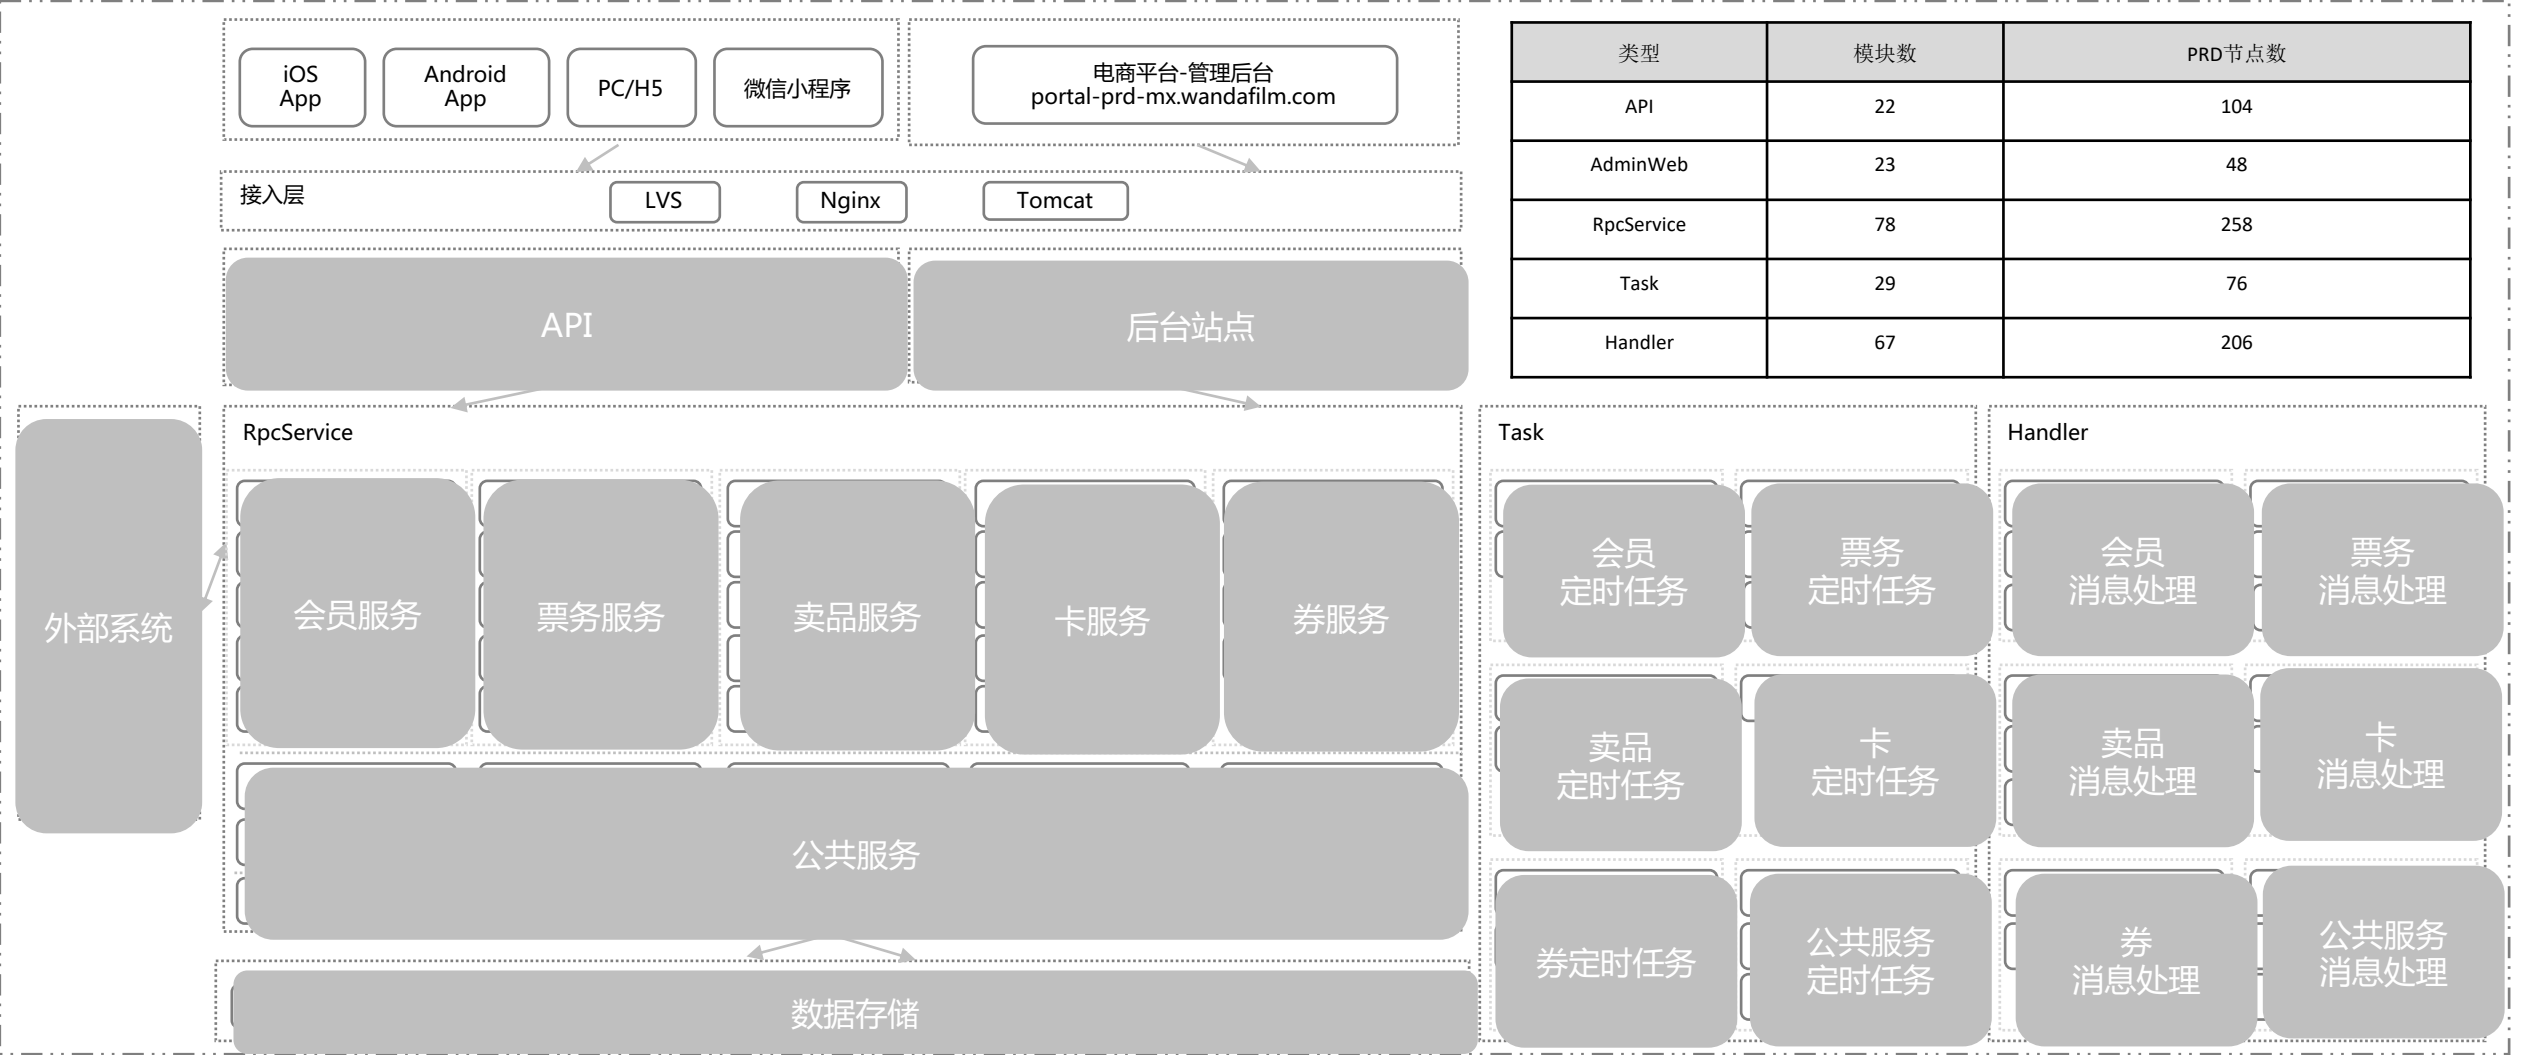 iOS
App
Android
App
PC/H5
微信小程序
电商平台-管理后台
portal-prd-mx.wandafilm.com
接入层
LVS
Nginx
Tomcat
API
后台站点
类型 模块数 PRD节点数
API 22 104
AdminWeb 23 48
RpcService 78 258
Task 29 76
Handler 67 206
外部系统
RpcService
会员服务
票务服务
卖品服务
卡服务
券服务
公共服务
数据存储
Task
会员
定时任务
票务
定时任务
卖品
定时任务
卡
定时任务
券定时任务
公共服务
定时任务
Handler
会员
消息处理
票务
消息处理
卖品
消息处理
卡
消息处理
券
消息处理
公共服务
消息处理